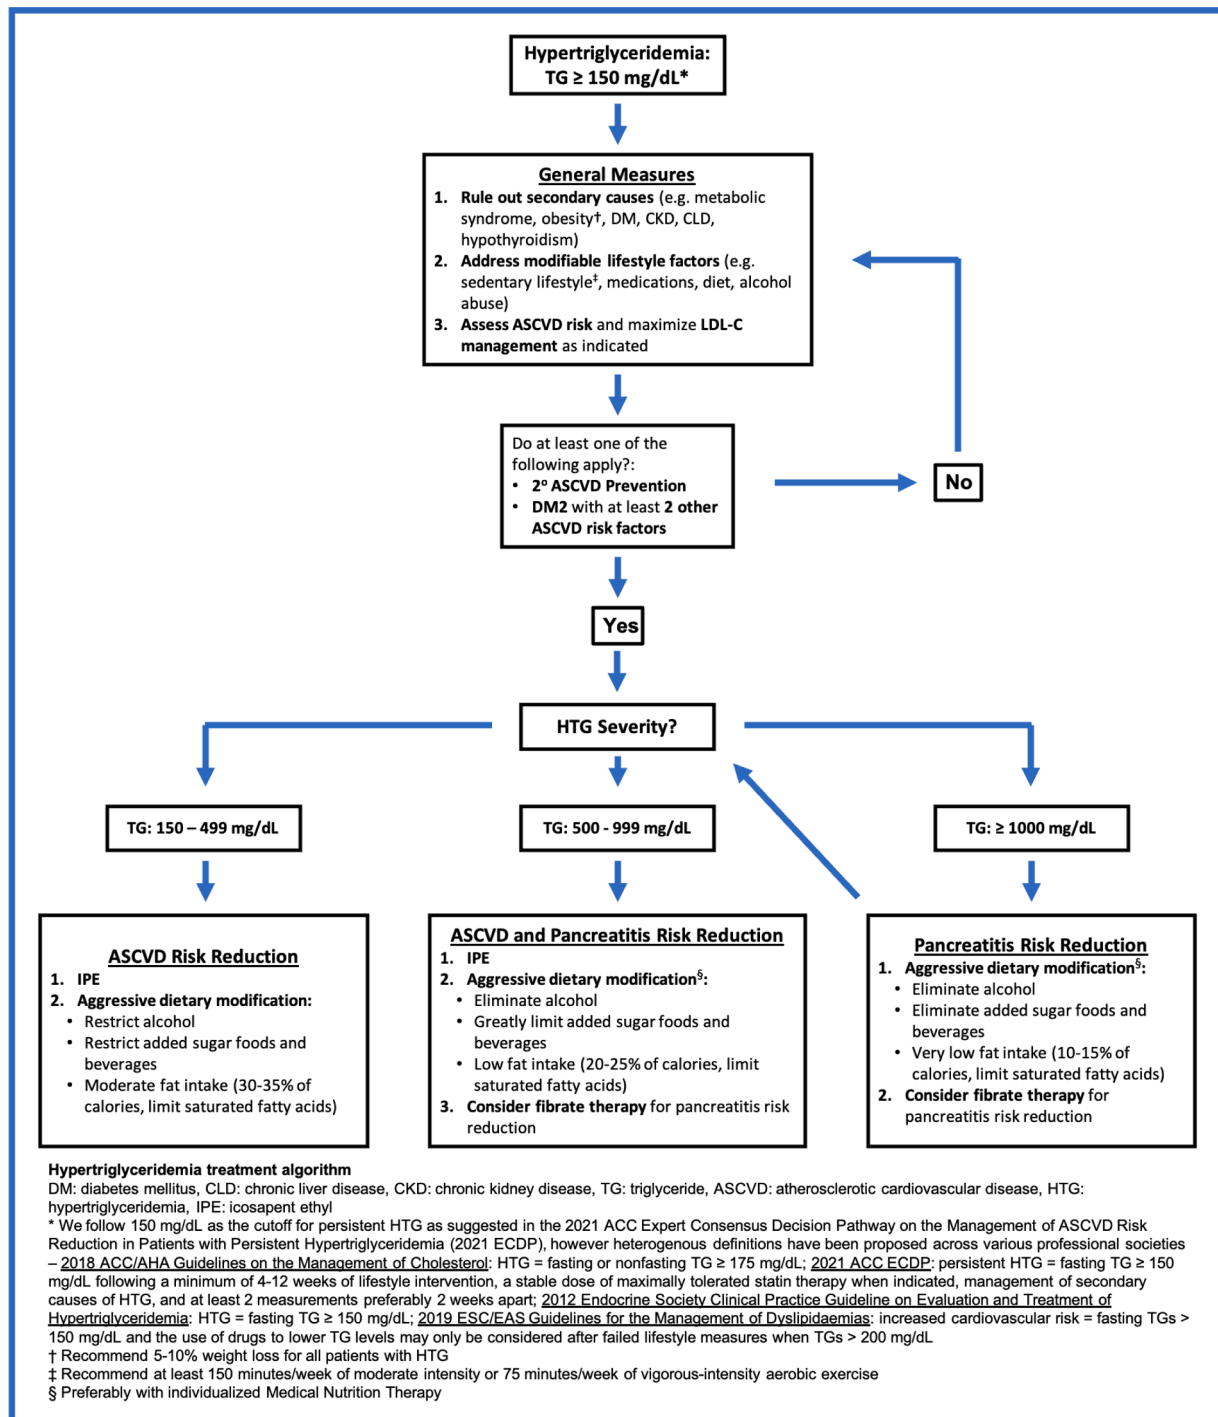 Hypertriglyceridemia:
TG ≥ 150 mg/dL*
General Measures
1. Rule out secondary causes (e.g. metabolic
syndrome, obesity†, DM, CKD, CLD,
hypothyroidism)
2. Address modifiable lifestyle factors (e.g.
sedentary lifestyle‡, medications, diet, alcohol
abuse)
3. Assess ASCVD risk and maximize LDL-C
management as indicated
Do at least one of the
following apply?:
• 2º ASCVD Prevention
• DM2 with at least 2 other
ASCVD risk factors
No
Yes
HTG Severity?
TG: 150 – 499 mg/dL
TG: 500 - 999 mg/dL
TG: ≥ 1000 mg/dL
ASCVD Risk Reduction
1. IPE
2. Aggressive dietary modification:
• Restrict alcohol
• Restrict added sugar foods and
beverages
• Moderate fat intake (30-35% of
calories, limit saturated fatty acids)
ASCVD and Pancreatitis Risk Reduction
1. IPE
2. Aggressive dietary modification§:
• Eliminate alcohol
• Greatly limit added sugar foods and
beverages
• Low fat intake (20-25% of calories, limit
saturated fatty acids)
3. Consider fibrate therapy for pancreatitis risk
reduction
Pancreatitis Risk Reduction
1. Aggressive dietary modification§:
• Eliminate alcohol
• Eliminate added sugar foods and
beverages
• Very low fat intake (10-15% of
calories, limit saturated fatty acids)
2. Consider fibrate therapy for
pancreatitis risk reduction
Hypertriglyceridemia treatment algorithm
DM: diabetes mellitus, CLD: chronic liver disease, CKD: chronic kidney disease, TG: triglyceride, ASCVD: atherosclerotic cardiovascular disease, HTG:
hypertriglyceridemia, IPE: icosapent ethyl
* We follow 150 mg/dL as the cutoff for persistent HTG as suggested in the 2021 ACC Expert Consensus Decision Pathway on the Management of ASCVD Risk
Reduction in Patients with Persistent Hypertriglyceridemia (2021 ECDP), however heterogenous definitions have been proposed across various professional societies
– 2018 ACC/AHA Guidelines on the Management of Cholesterol: HTG = fasting or nonfasting TG ≥ 175 mg/dL; 2021 ACC ECDP: persistent HTG = fasting TG ≥ 150
mg/dL following a minimum of 4-12 weeks of lifestyle intervention, a stable dose of maximally tolerated statin therapy when indicated, management of secondary
causes of HTG, and at least 2 measurements preferably 2 weeks apart; 2012 Endocrine Society Clinical Practice Guideline on Evaluation and Treatment of
Hypertriglyceridemia: HTG = fasting TG ≥ 150 mg/dL; 2019 ESC/EAS Guidelines for the Management of Dyslipidaemias: increased cardiovascular risk = fasting TGs >
150 mg/dL and the use of drugs to lower TG levels may only be considered after failed lifestyle measures when TGs > 200 mg/dL
† Recommend 5-10% weight loss for all patients with HTG
‡ Recommend at least 150 minutes/week of moderate intensity or 75 minutes/week of vigorous-intensity aerobic exercise
§ Preferably with individualized Medical Nutrition Therapy